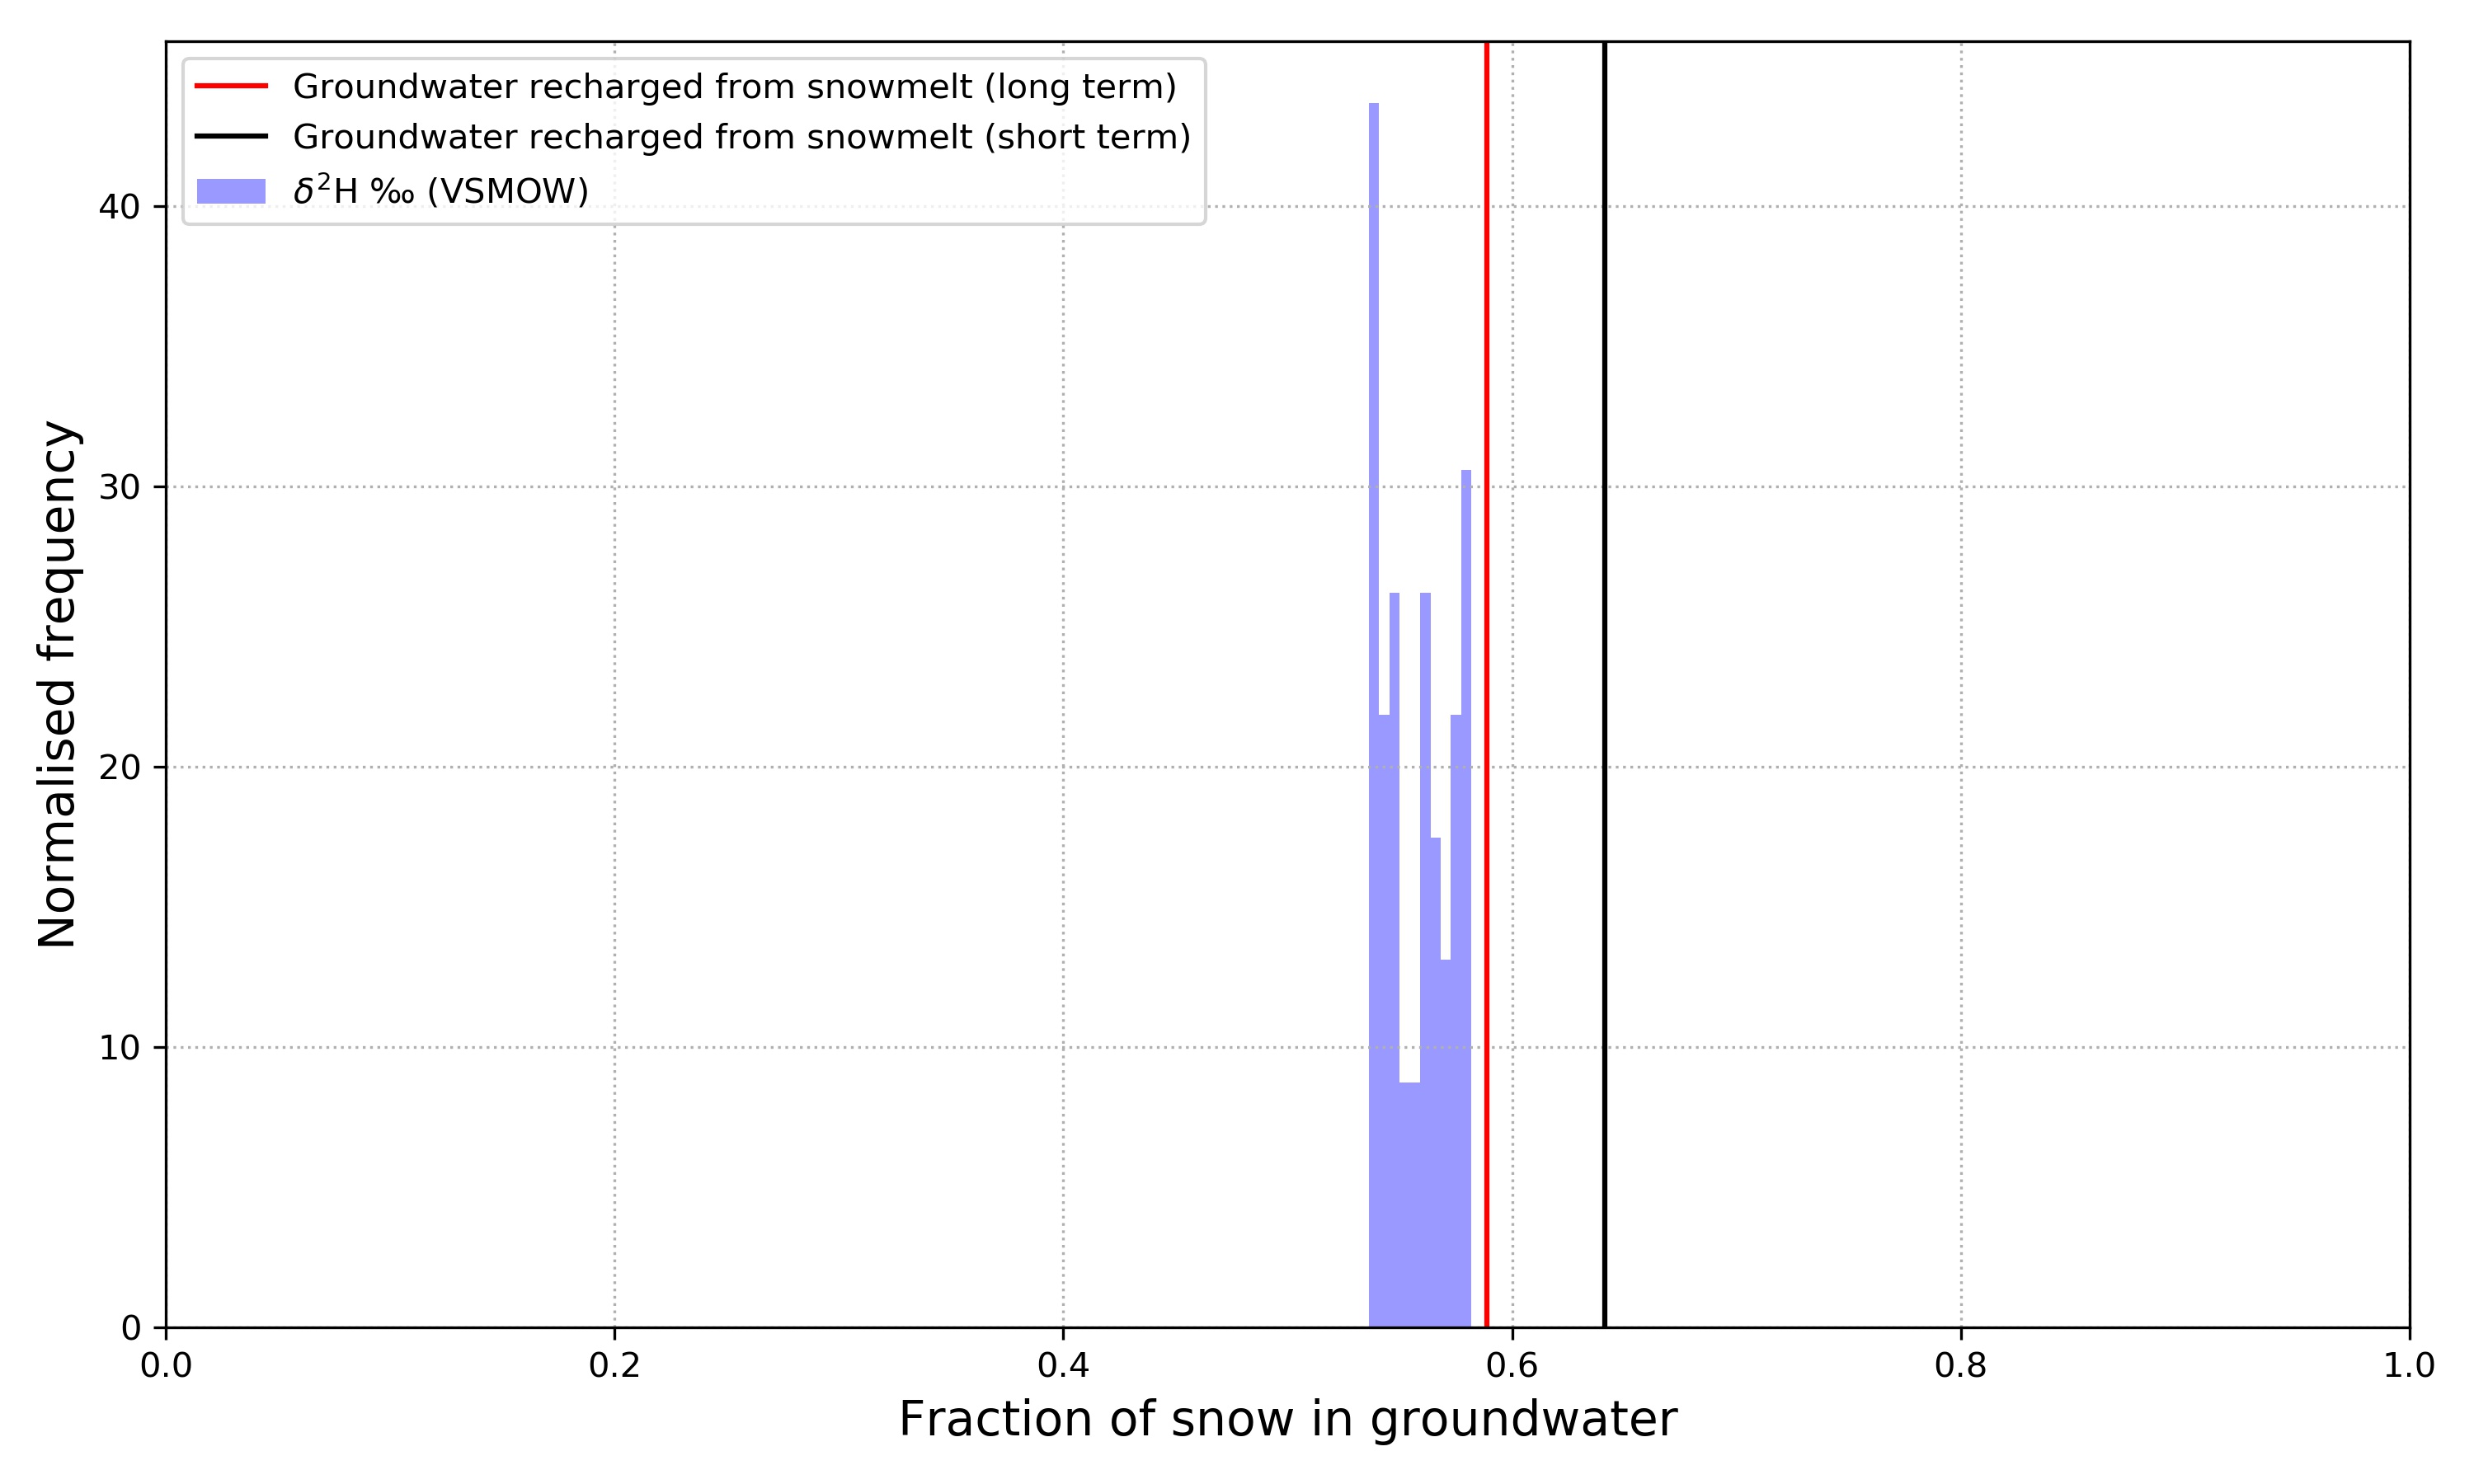 Groundwater recharged from snowmelt (long term)
Groundwater recharged from snowmelt (short term)
δ²H ‰ (VSMOW)
Normalised frequency
40
30
20
10
0
0.0 0.2 0.4 0.6 0.8 1.0
Fraction of snow in groundwater